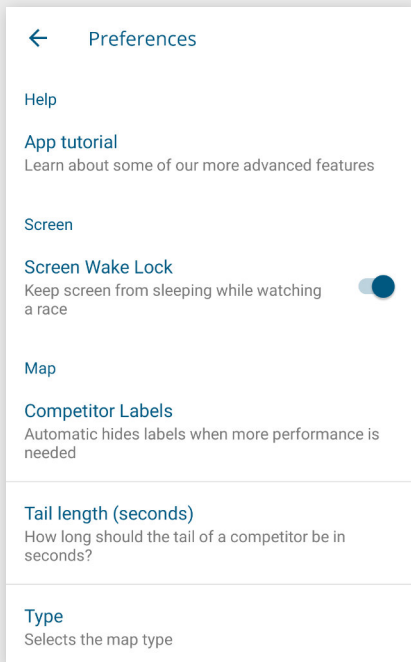 Preferences
Help
App tutorial
Learn about some of our more advanced features
Screen
Screen Wake Lock
Keep screen from sleeping while watching
a race
Map
Competitor Labels
Automatic hides labels when more performance is
needed
Tail length (seconds)
How long should the tail of a competitor be in
seconds?
Type
Selects the map type